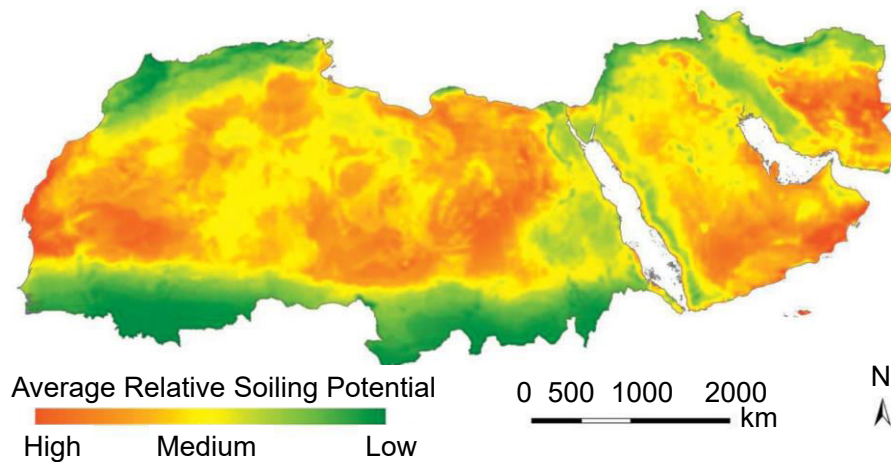 Average Relative Soiling Potential
High Medium Low
0 500 1000 2000
km
N